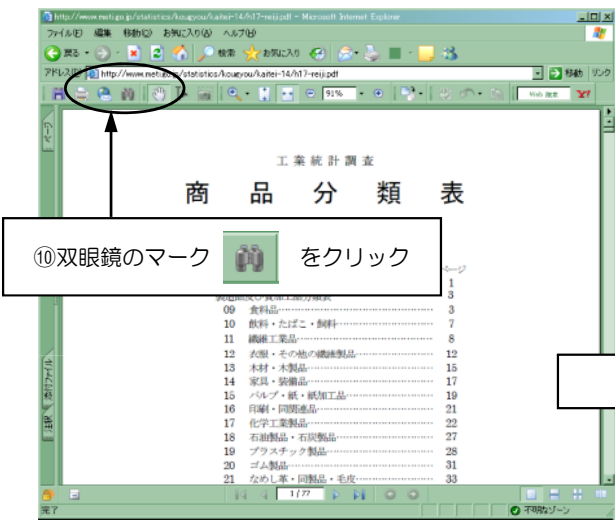 http://www.meti.go.jp/statistics/kougyou/kaitei-14/h17-reiji.pdf - Microsoft Internet Explorer
ファイル(F) 編集 移動(G) お気に入り(A) ヘルプ(H)
戻る 検索 お気に入り
アドレス(D) http://www.meti.go.jp/statistics/kougyou/kaitei-14/h17-reiji.pdf 移動 リンク
91% Web 検索
ページ
工業統計調査
商品分類表
⑩双眼鏡のマーク をクリック
ページ
1
3
09 食料品 3
10 飲料・たばこ・飼料 7
11 繊維工業品 8
12 衣服・その他の繊維製品 12
13 木材・木製品 15
14 家具・装備品 17
15 パルプ・紙・紙加工品 19
16 印刷・同関連品 21
17 化学工業製品 22
18 石油製品・石炭製品 27
19 プラスチック製品 28
20 ゴム製品 31
21 なめし革・同製品・毛皮 33
添付ファイル
注釈
1/77
完了 不明なゾーン